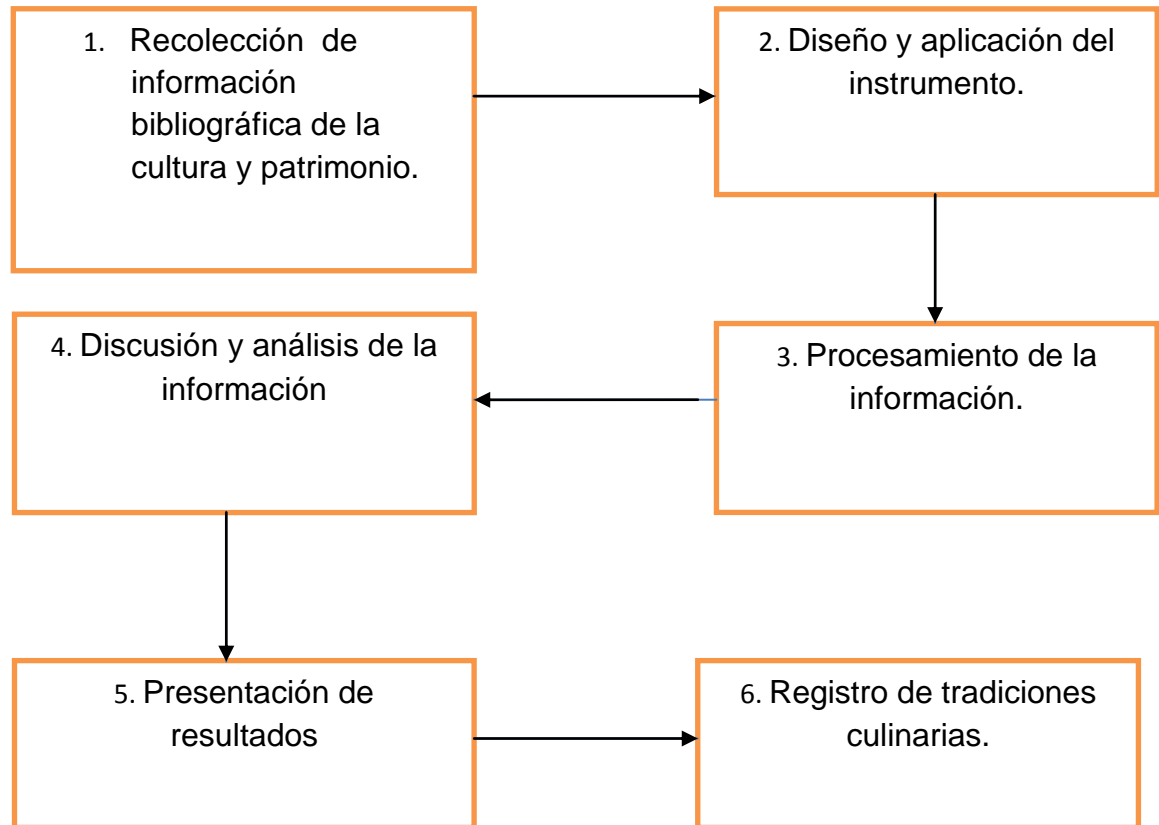 1. Recolección de
información
bibliográfica de la
cultura y patrimonio.
2. Diseño y aplicación del
instrumento.
3. Procesamiento de la
información.
4. Discusión y análisis de la
información
5. Presentación de
resultados
6. Registro de tradiciones
culinarias.